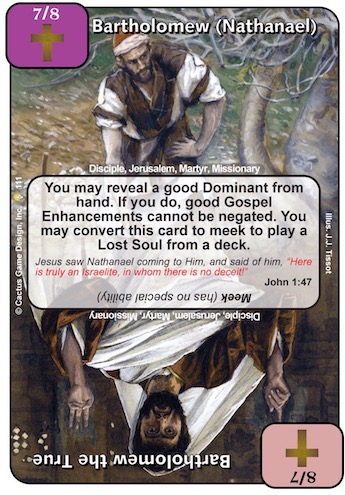 7/8
Bartholomew (Nathanael)
Disciple, Jerusalem, Martyr, Missionary
You may reveal a good Dominant from
hand. If you do, good Gospel
Enhancements cannot be negated. You
may convert this card to meek to play a
Lost Soul from a deck.
Jesus saw Nathanael coming to Him, and said of him, “Here
is truly an Israelite, in whom there is no deceit!”
John 1:47
© Cactus Game Design, Inc. 111
Illus. J.J. Tissot
Meek (has no special ability)
Disciple, Jerusalem, Martyr, Missionary
Bartholomew the True
8/7